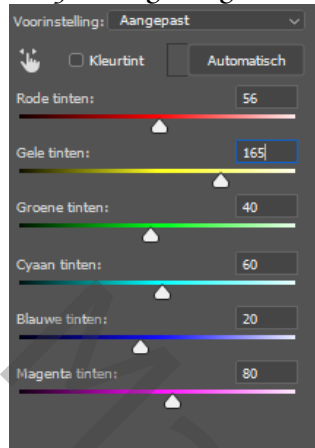 Voorinstelling: Aangepast
Kleurtint Automatisch
Rode tinten: 56
Gele tinten: 165
Groene tinten: 40
Cyaan tinten: 60
Blauwe tinten: 20
Magenta tinten: 80